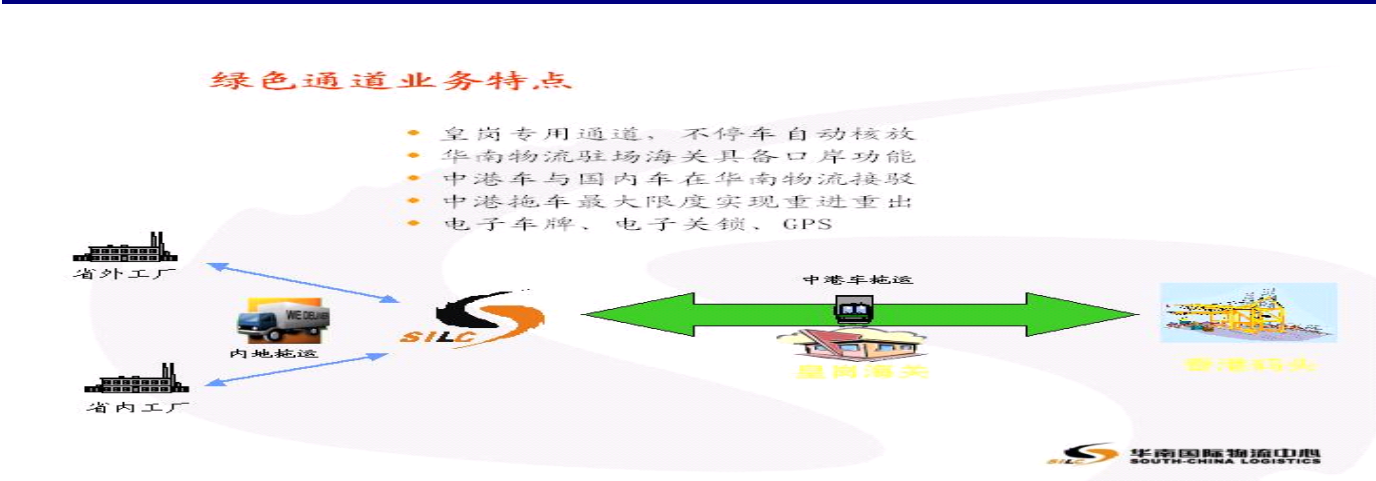 绿色通道业务特点
皇岗专用通道、不停车自动核放
华南物流驻场海关具备口岸功能
中港车与国内车在华南物流接驳
中港拖车最大限度实现重进重出
电子车牌、电子关锁、GPS
省外工厂
中港车拖运
WE DELIVER
SILC
内地拖运
皇岗海关
香港码头
省内工厂
SILC
华南国际物流中心
SOUTH-CHINA LOGISTICS